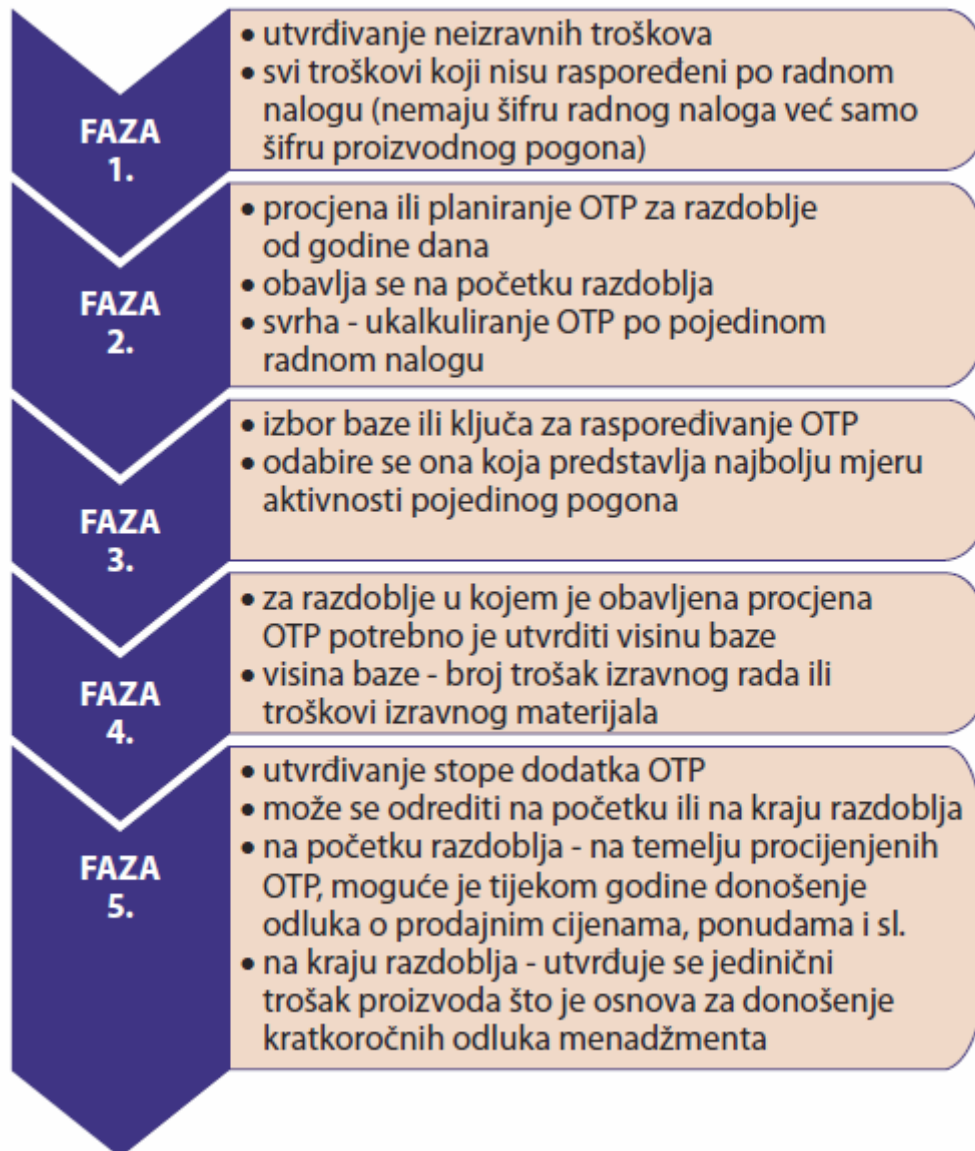 FAZA
1.
• utvrđivanje neizravnih troškova
• svi troškovi koji nisu raspoređeni po radnom
nalogu (nemaju šifru radnog naloga već samo
šifru proizvodnog pogona)
FAZA
2.
• procjena ili planiranje OTP za razdoblje
od godine dana
• obavlja se na početku razdoblja
• svrha - ukalkuliranje OTP po pojedinom
radnom nalogu
FAZA
3.
• izbor baze ili ključa za raspoređivanje OTP
• odabire se ona koja predstavlja najbolju mjeru
aktivnosti pojedinog pogona
FAZA
4.
• za razdoblje u kojem je obavljena procjena
OTP potrebno je utvrditi visinu baze
• visina baze - broj trošak izravnog rada ili
troškovi izravnog materijala
FAZA
5.
• utvrđivanje stope dodatka OTP
• može se odrediti na početku ili na kraju razdoblja
• na početku razdoblja - na temelju procijenjenih
OTP, moguće je tijekom godine donošenje
odluka o prodajnim cijenama, ponudama i sl.
• na kraju razdoblja - utvrđuje se jedinični
trošak proizvoda što je osnova za donošenje
kratkoročnih odluka menadžmenta